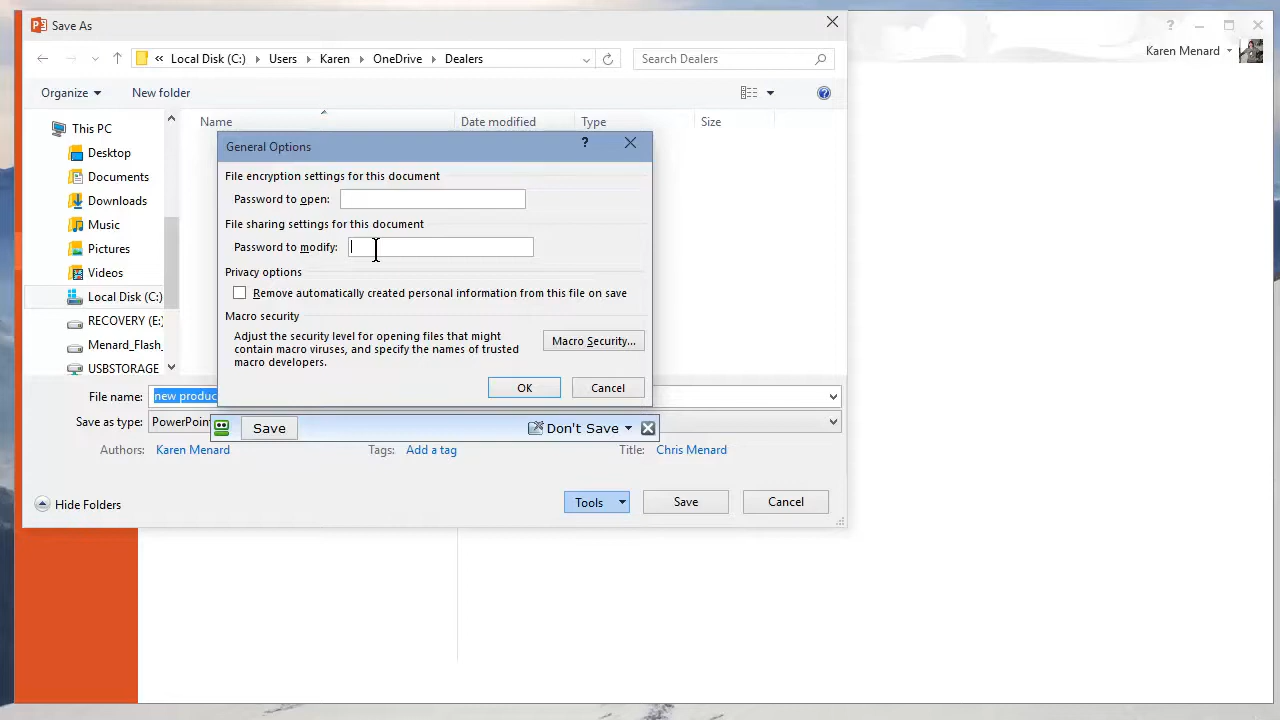 Save As
Karen Menard
« Local Disk (C:) Users Karen OneDrive Dealers
Search Dealers
Organize
New folder
Name
Date modified
Type
Size
This PC
Desktop
Documents
Downloads
Music
Pictures
Videos
Local Disk (C:)
RECOVERY (E:)
Menard_Flash_
USBSTORAGE
General Options
?
File encryption settings for this document
Password to open:
File sharing settings for this document
Password to modify:
Privacy options
Remove automatically created personal information from this file on save
Macro security
Adjust the security level for opening files that might
contain macro viruses, and specify the names of trusted
macro developers.
Macro Security...
OK
Cancel
File name: new produc
Save as type: PowerPoint
Save
Don't Save
Authors: Karen Menard
Tags: Add a tag
Title: Chris Menard
Hide Folders
Tools
Save
Cancel